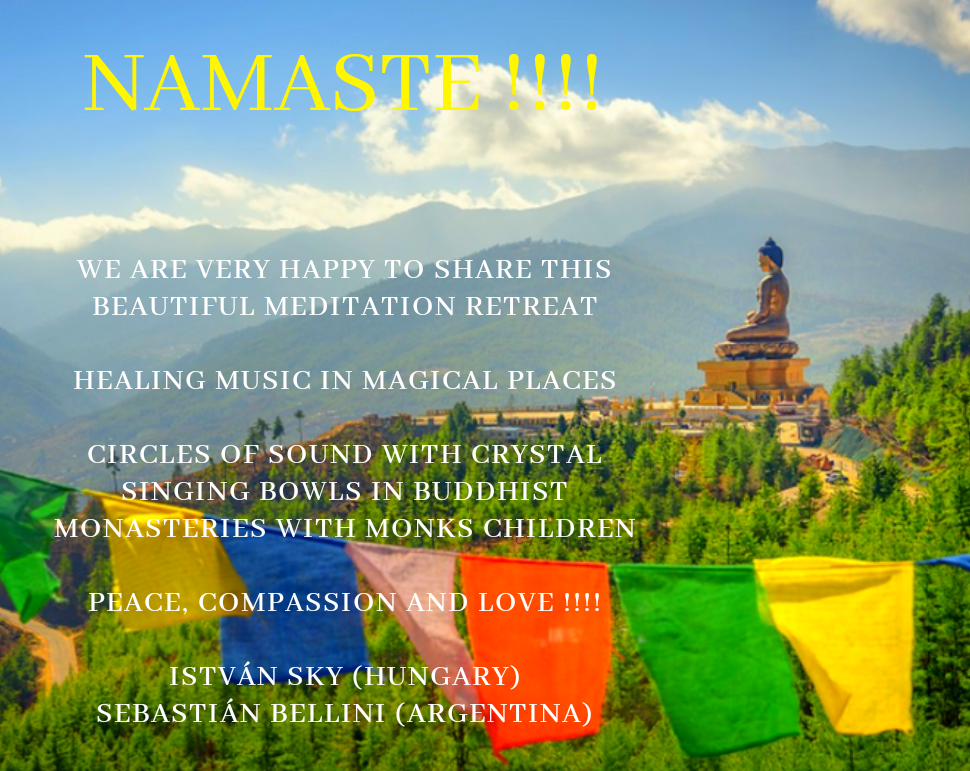 NAMASTE !!!!
WE ARE VERY HAPPY TO SHARE THIS
BEAUTIFUL MEDITATION RETREAT
HEALING MUSIC IN MAGICAL PLACES
CIRCLES OF SOUND WITH CRYSTAL
SINGING BOWLS IN BUDDHIST
MONASTERIES WITH MONKS CHILDREN
PEACE, COMPASSION AND LOVE !!!!
ISTVÁN SKY (HUNGARY)
SEBASTIÁN BELLINI (ARGENTINA)